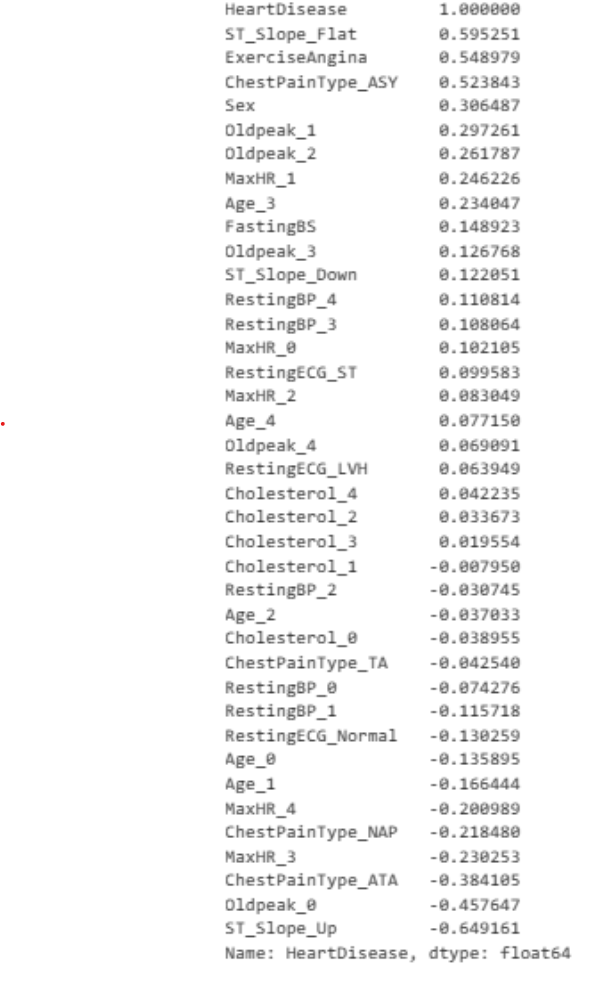 HeartDisease 1.000000
ST_Slope_Flat 0.595251
ExerciseAngina 0.548979
ChestPainType_ASY 0.523843
Sex 0.306487
Oldpeak_1 0.297261
Oldpeak_2 0.261787
MaxHR_1 0.246226
Age_3 0.234047
FastingBS 0.148923
Oldpeak_3 0.126768
ST_Slope_Down 0.122051
RestingBP_4 0.110814
RestingBP_3 0.108064
MaxHR_0 0.102105
RestingECG_ST 0.099583
MaxHR_2 0.083049
Age_4 0.077150
Oldpeak_4 0.069091
RestingECG_LVH 0.063949
Cholesterol_4 0.042235
Cholesterol_2 0.033673
Cholesterol_3 0.019554
Cholesterol_1 -0.007950
RestingBP_2 -0.030745
Age_2 -0.037033
Cholesterol_0 -0.038955
ChestPainType_TA -0.042540
RestingBP_0 -0.074276
RestingBP_1 -0.115718
RestingECG_Normal -0.130259
Age_0 -0.135895
Age_1 -0.166444
MaxHR_4 -0.200989
ChestPainType_NAP -0.218480
MaxHR_3 -0.230253
ChestPainType_ATA -0.384105
Oldpeak_0 -0.457647
ST_Slope_Up -0.649161
Name: HeartDisease, dtype: float64